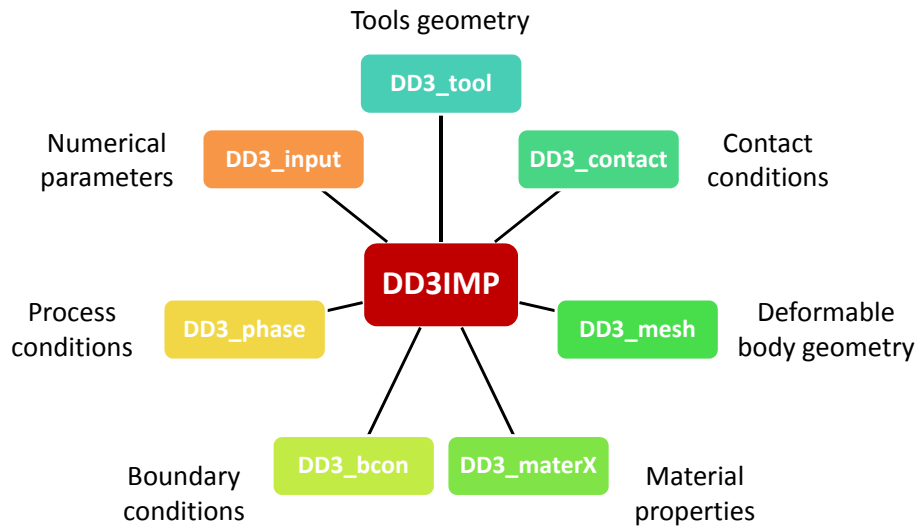 Tools geometry
DD3_tool
Numerical
parameters
DD3_input
DD3_contact
Contact
conditions
DD3IMP
Process
conditions
DD3_phase
DD3_mesh
Deformable
body geometry
Boundary
conditions
DD3_bcon
DD3_materX
Material
properties